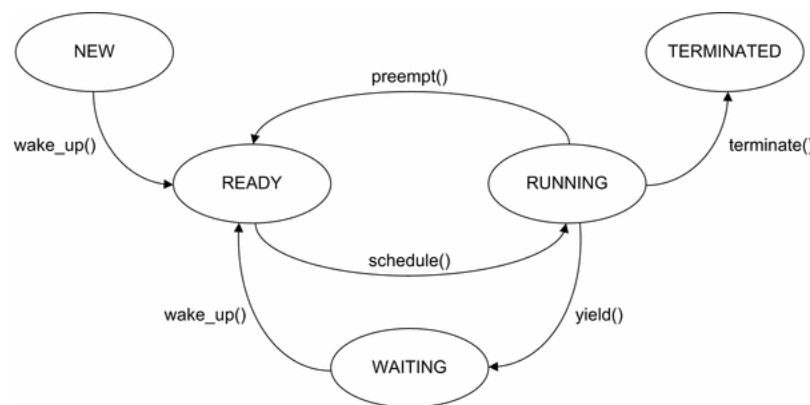 NEW
TERMINATED
preempt()
wake_up()
terminate()
READY
RUNNING
schedule()
wake_up()
yield()
WAITING